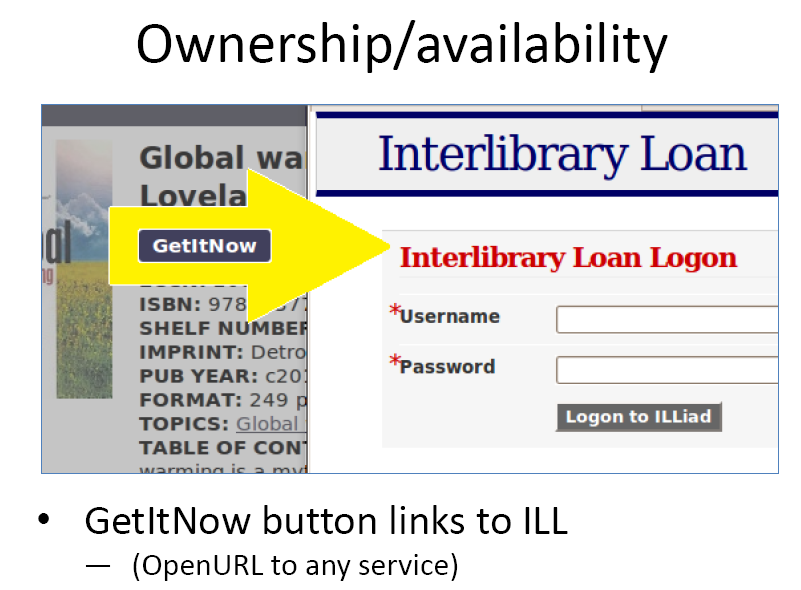 Ownership/availability
Global wa
Lovela
GetItNow
ISBN: 978
SHELF NUMBER
IMPRINT: Detro
PUB YEAR: c20
FORMAT: 249 p
TOPICS: Global
TABLE OF CON
warming is a my
Interlibrary Loan
Interlibrary Loan Logon
*Username
*Password
Logon to ILLiad
• GetItNow button links to ILL
— (OpenURL to any service)